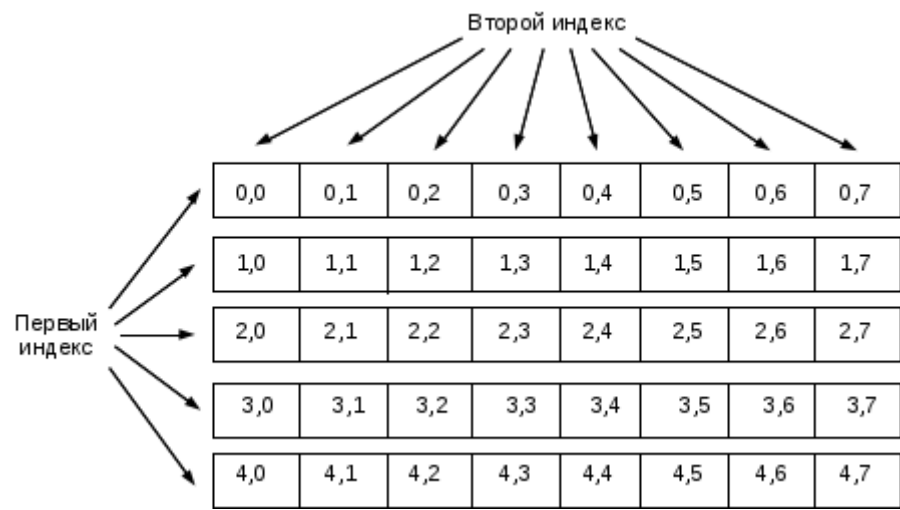 Второй индекс
0,0 0,1 0,2 0,3 0,4 0,5 0,6 0,7
1,0 1,1 1,2 1,3 1,4 1,5 1,6 1,7
Первый
индекс
2,0 2,1 2,2 2,3 2,4 2,5 2,6 2,7
3,0 3,1 3,2 3,3 3,4 3,5 3,6 3,7
4,0 4,1 4,2 4,3 4,4 4,5 4,6 4,7